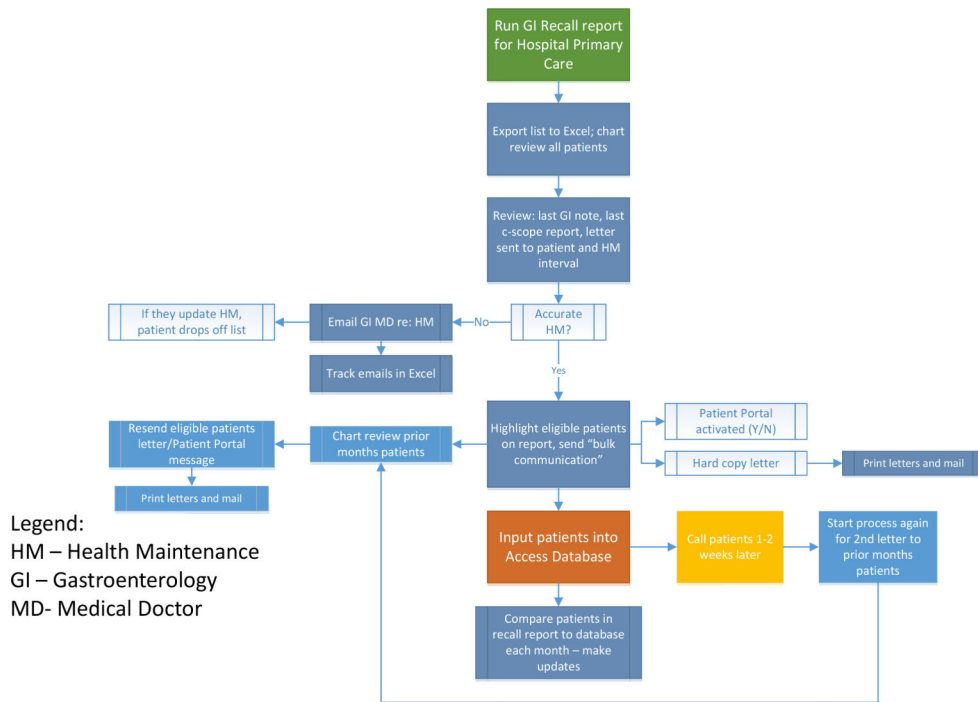 Run GI Recall report
for Hospital Primary
Care
Export list to Excel; chart
review all patients
Review: last GI note, last
c-scope report, letter
sent to patient and HM
interval
If they update HM,
patient drops off list
Email GI MD re: HM
No
Accurate
HM?
Track emails in Excel
Yes
Resend eligible patients
letter/Patient Portal
message
Chart review prior
months patients
Highlight eligible patients
on report, send “bulk
communication”
Patient Portal
activated (Y/N)
Hard copy letter
Print letters and mail
Print letters and mail
Legend:
HM – Health Maintenance
GI – Gastroenterology
MD- Medical Doctor
Input patients into
Access Database
Call patients 1-2
weeks later
Start process again
for 2nd letter to
prior months
patients
Compare patients in
recall report to database
each month – make
updates